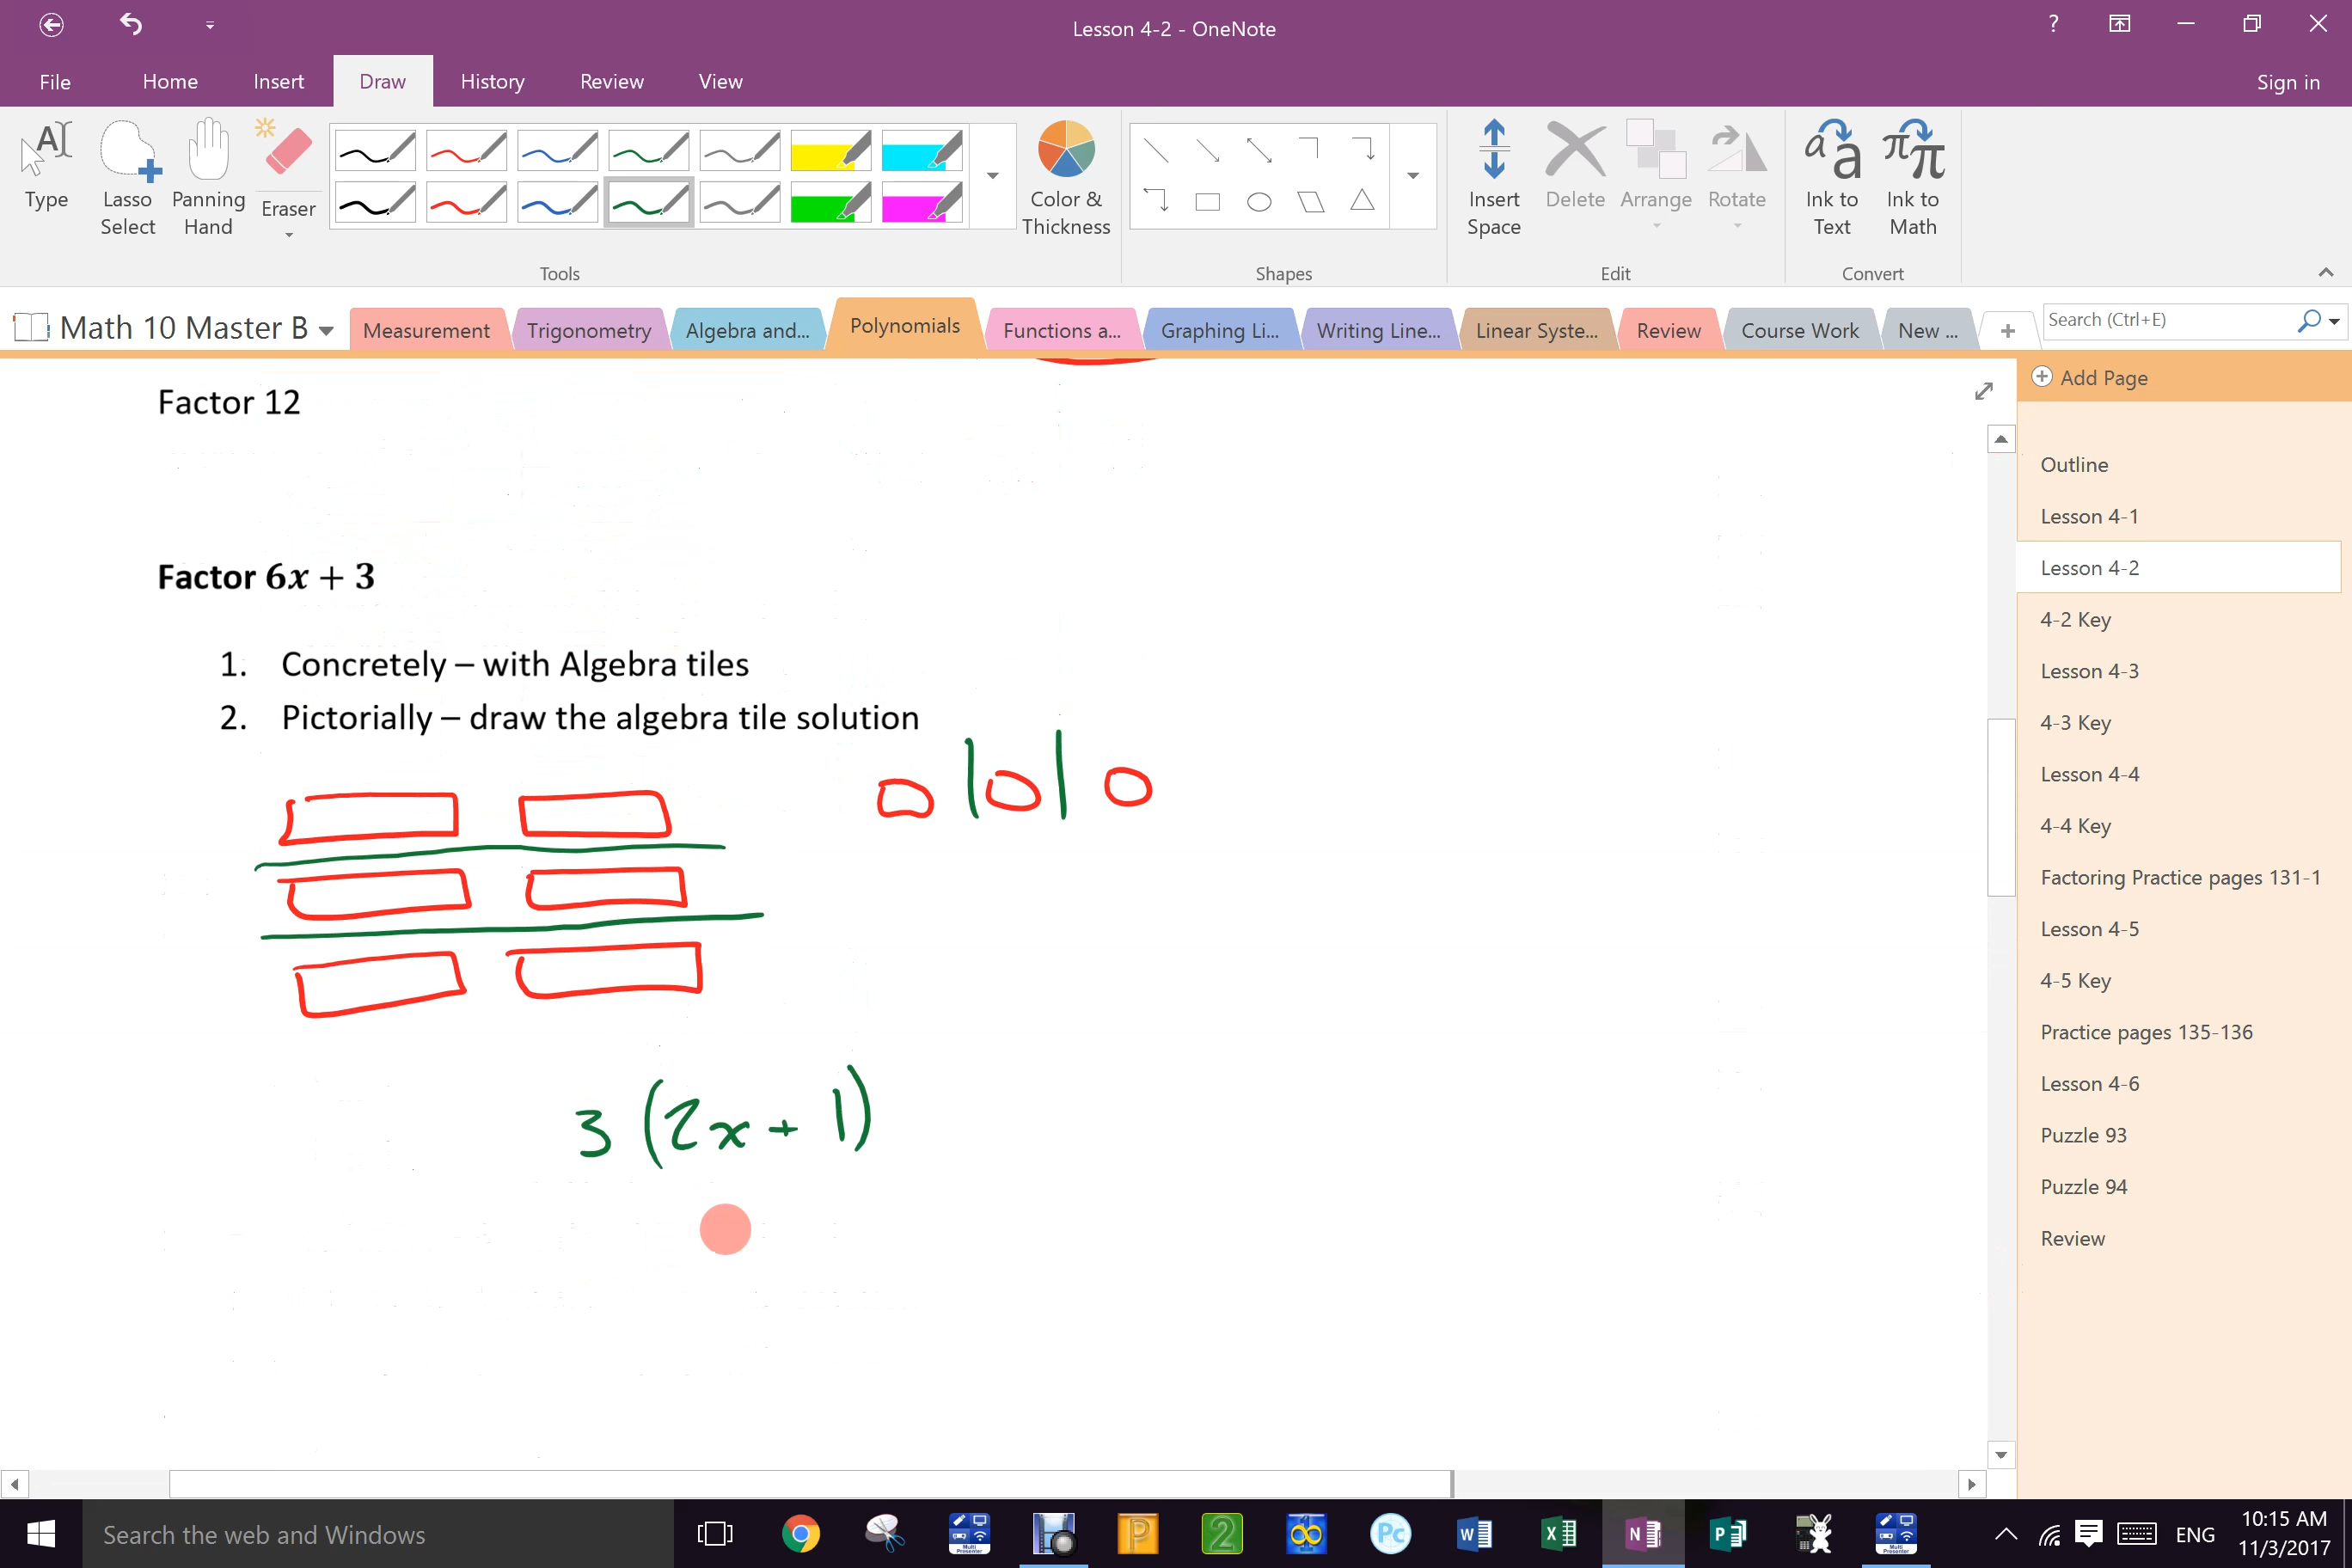 Lesson 4-2 - OneNote
?
File Home Insert Draw History Review View Sign in
Type Lasso Select Panning Hand Eraser Color & Thickness Insert Space Delete Arrange Rotate Ink to Text Ink to Math
Tools Shapes Edit Convert
Math 10 Master B Measurement Trigonometry Algebra and... Polynomials Functions a... Graphing Li... Writing Line... Linear Syste... Review Course Work New ... + Search (Ctrl+E)
Factor 12
Factor 6x + 3
1. Concretely – with Algebra tiles
2. Pictorially – draw the algebra tile solution
3 (2x + 1)
Add Page
Outline
Lesson 4-1
Lesson 4-2
4-2 Key
Lesson 4-3
4-3 Key
Lesson 4-4
4-4 Key
Factoring Practice pages 131-1
Lesson 4-5
4-5 Key
Practice pages 135-136
Lesson 4-6
Puzzle 93
Puzzle 94
Review
Search the web and Windows
ENG
10:15 AM
11/3/2017